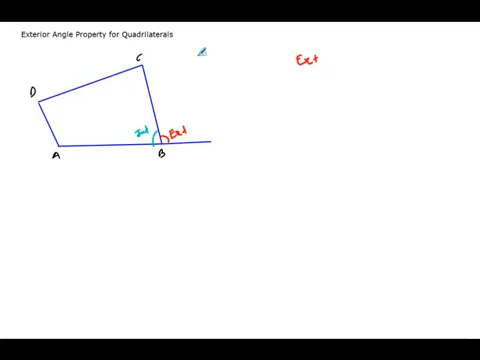 Exterior Angle Property for Quadrilaterals
Ext
C
D
Int
Ext
A
B